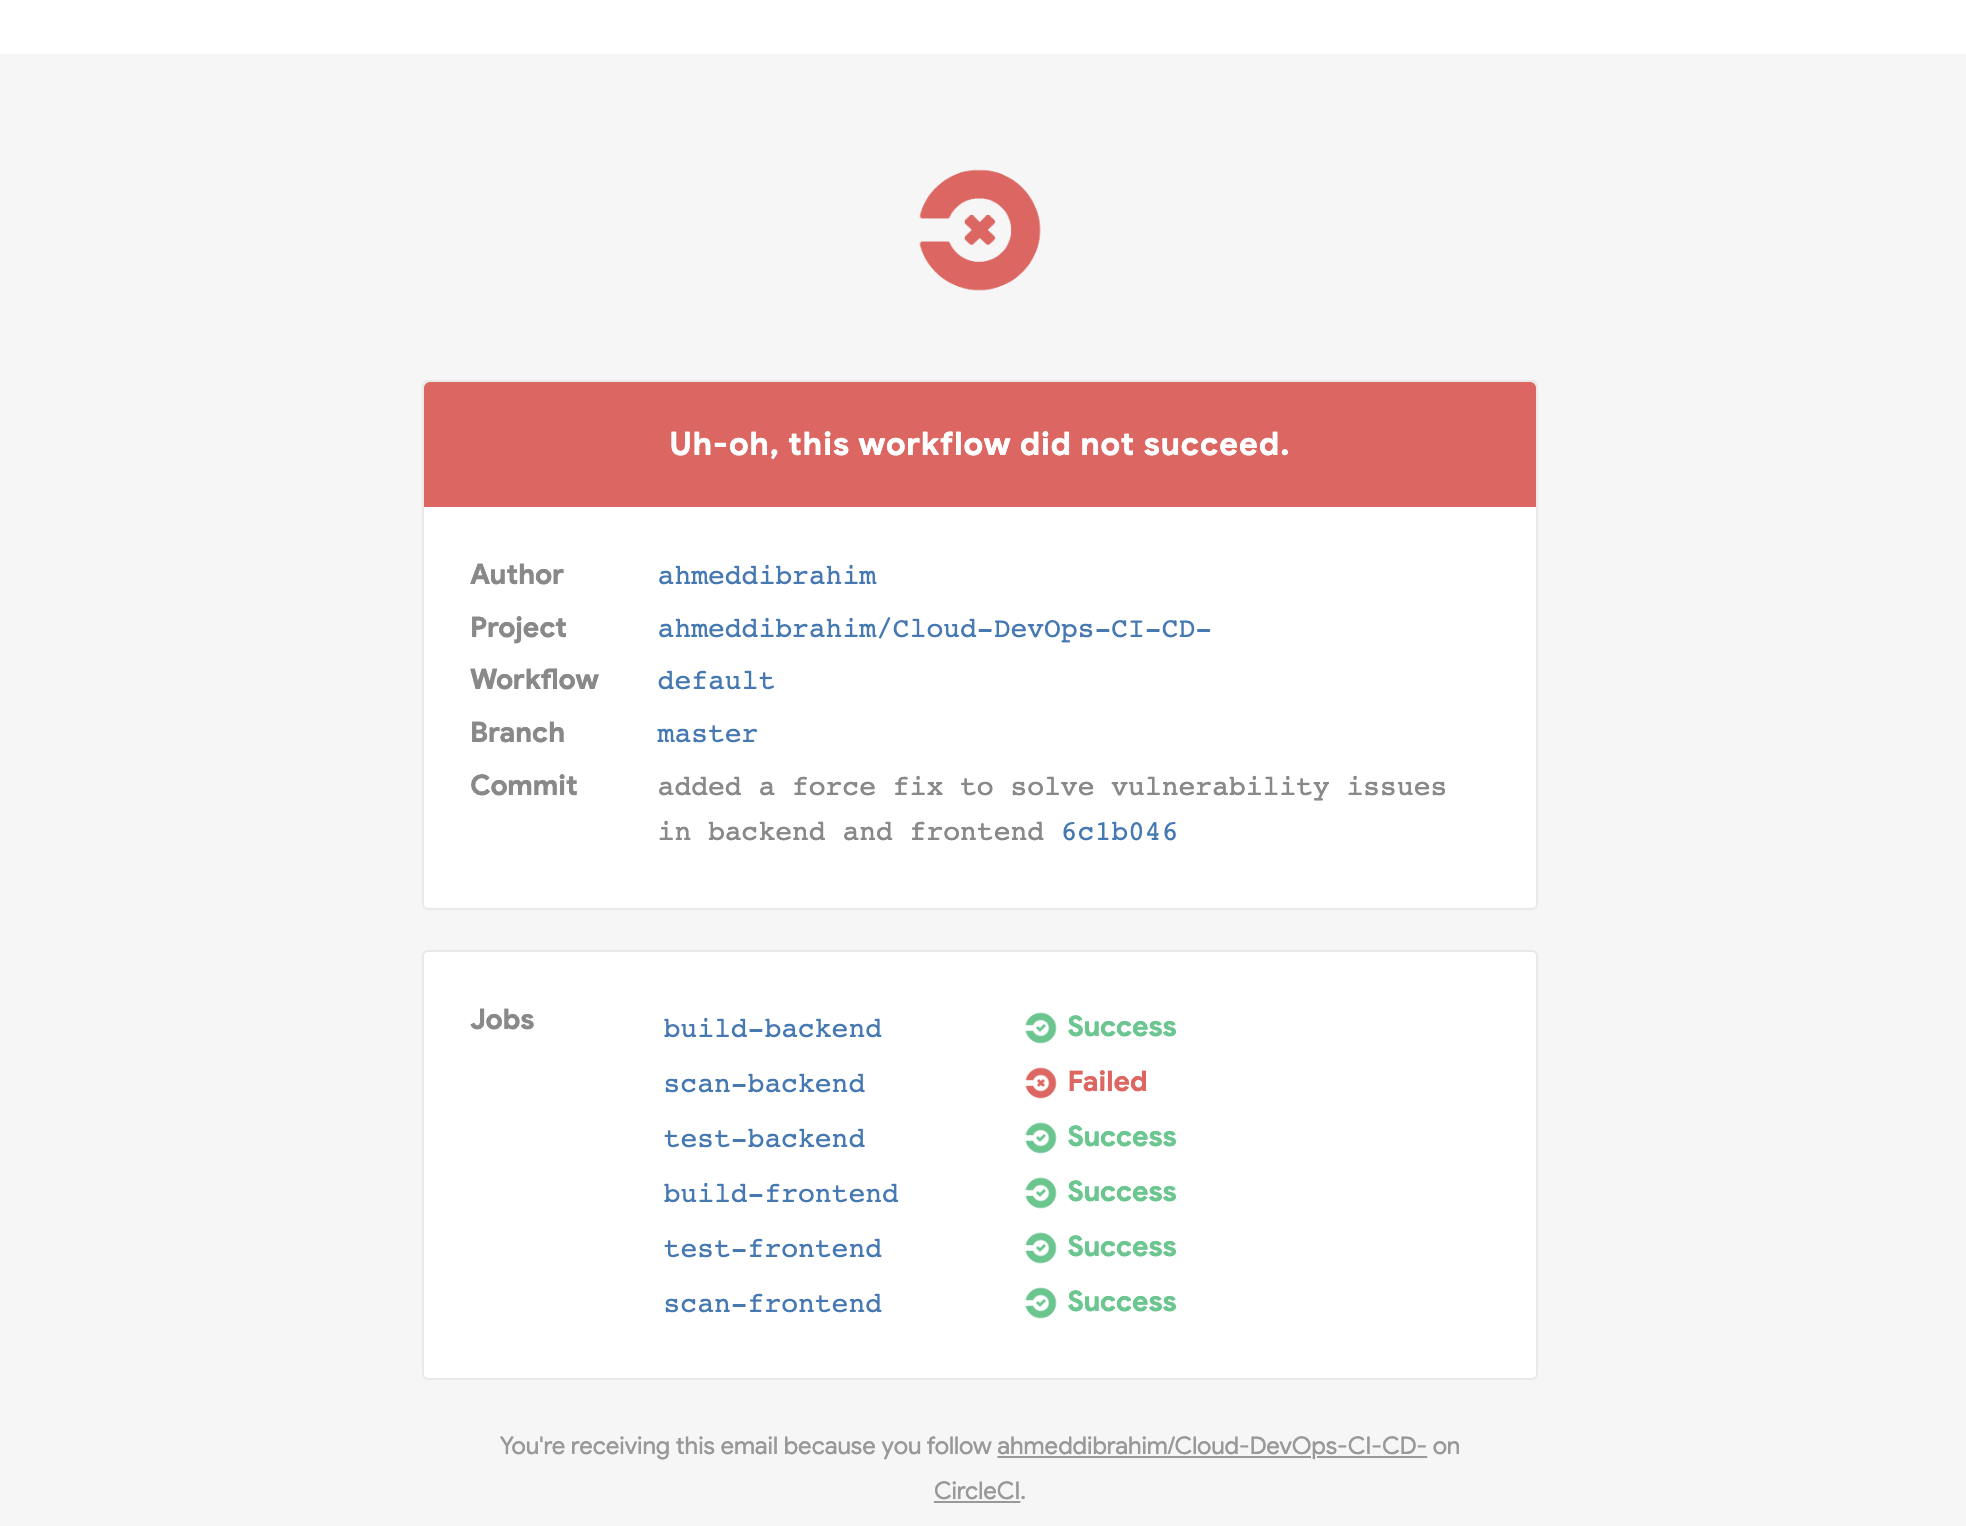 Uh-oh, this workflow did not succeed.
Author ahmeddibrahim
Project ahmeddibrahim/Cloud-DevOps-CI-CD-
Workflow default
Branch master
Commit added a force fix to solve vulnerability issues
in backend and frontend 6c1b046
Jobs build-backend Success
scan-backend Failed
test-backend Success
build-frontend Success
test-frontend Success
scan-frontend Success
You're receiving this email because you follow ahmeddibrahim/Cloud-DevOps-CI-CD- on
CircleCI.